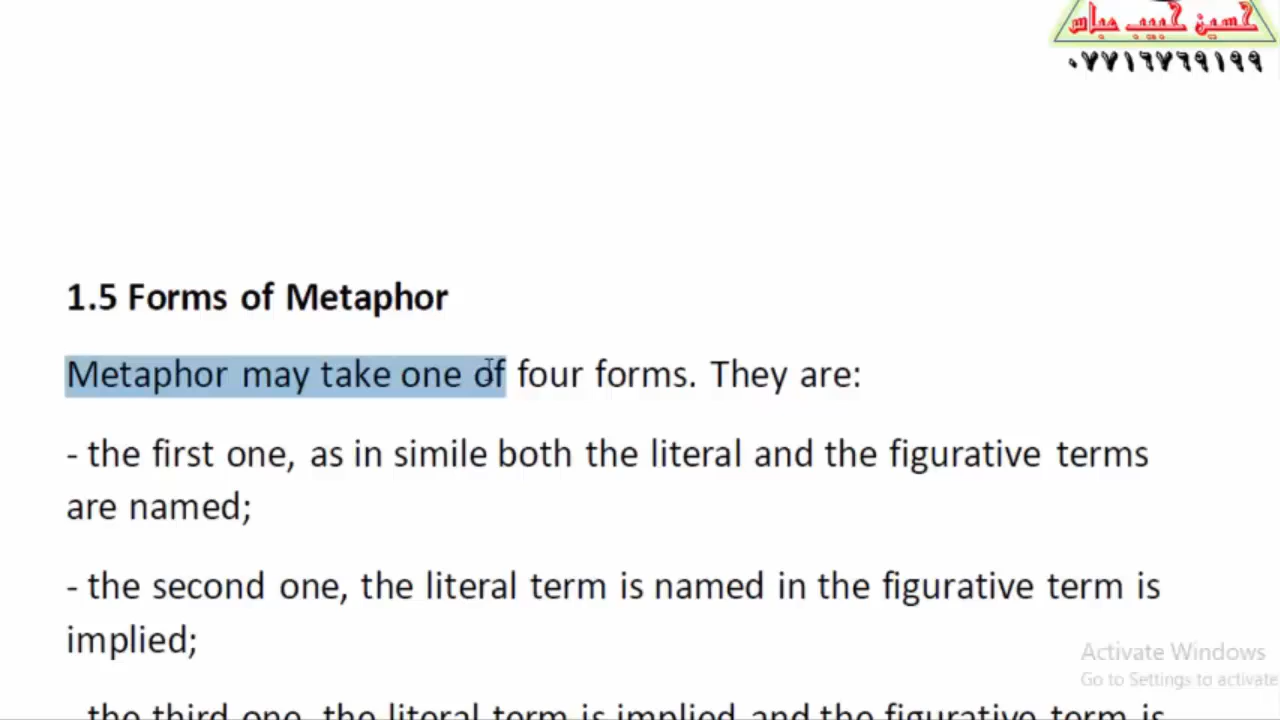 حسين حبيب عباس
٠٧٧١٦٧٦٩١٩٩
1.5 Forms of Metaphor
Metaphor may take one of four forms. They are:
- the first one, as in simile both the literal and the figurative terms
are named;
- the second one, the literal term is named in the figurative term is
implied;
Activate Windows
Go to Settings to activate
- the third one, the literal term is implied and the figurative term is